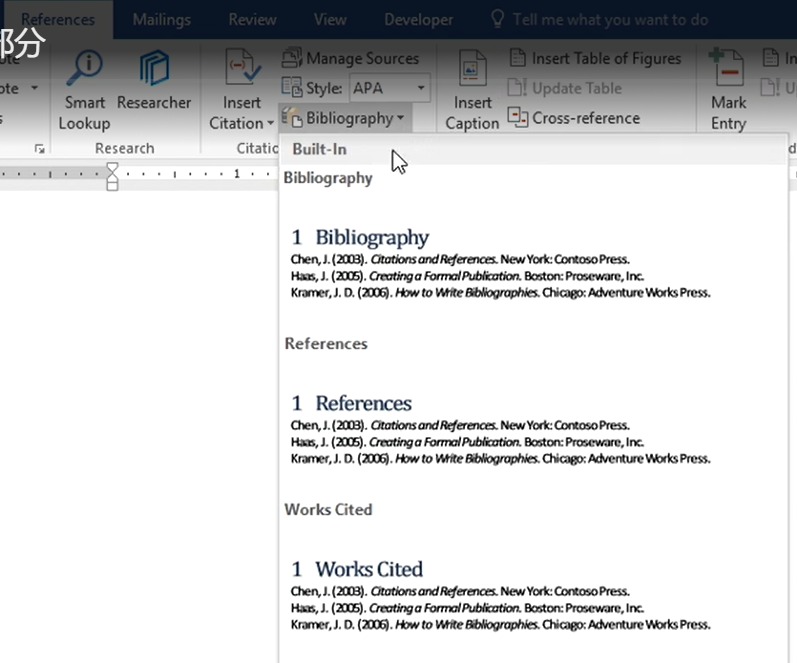 References Mailings Review View Developer Tell me what you want to do
部分
Manage Sources Insert Table of Figures
Style: APA Update Table
Smart Lookup Researcher Insert Citation Bibliography Insert Caption Cross-reference Mark Entry
Research
Built-In
Bibliography
1 Bibliography
Chen, J. (2003). Citations and References. New York: Contoso Press.
Haas, J. (2005). Creating a Formal Publication. Boston: Proseware, Inc.
Kramer, J. D. (2006). How to Write Bibliographies. Chicago: Adventure Works Press.
References
1 References
Chen, J. (2003). Citations and References. New York: Contoso Press.
Haas, J. (2005). Creating a Formal Publication. Boston: Proseware, Inc.
Kramer, J. D. (2006). How to Write Bibliographies. Chicago: Adventure Works Press.
Works Cited
1 Works Cited
Chen, J. (2003). Citations and References. New York: Contoso Press.
Haas, J. (2005). Creating a Formal Publication. Boston: Proseware, Inc.
Kramer, J. D. (2006). How to Write Bibliographies. Chicago: Adventure Works Press.